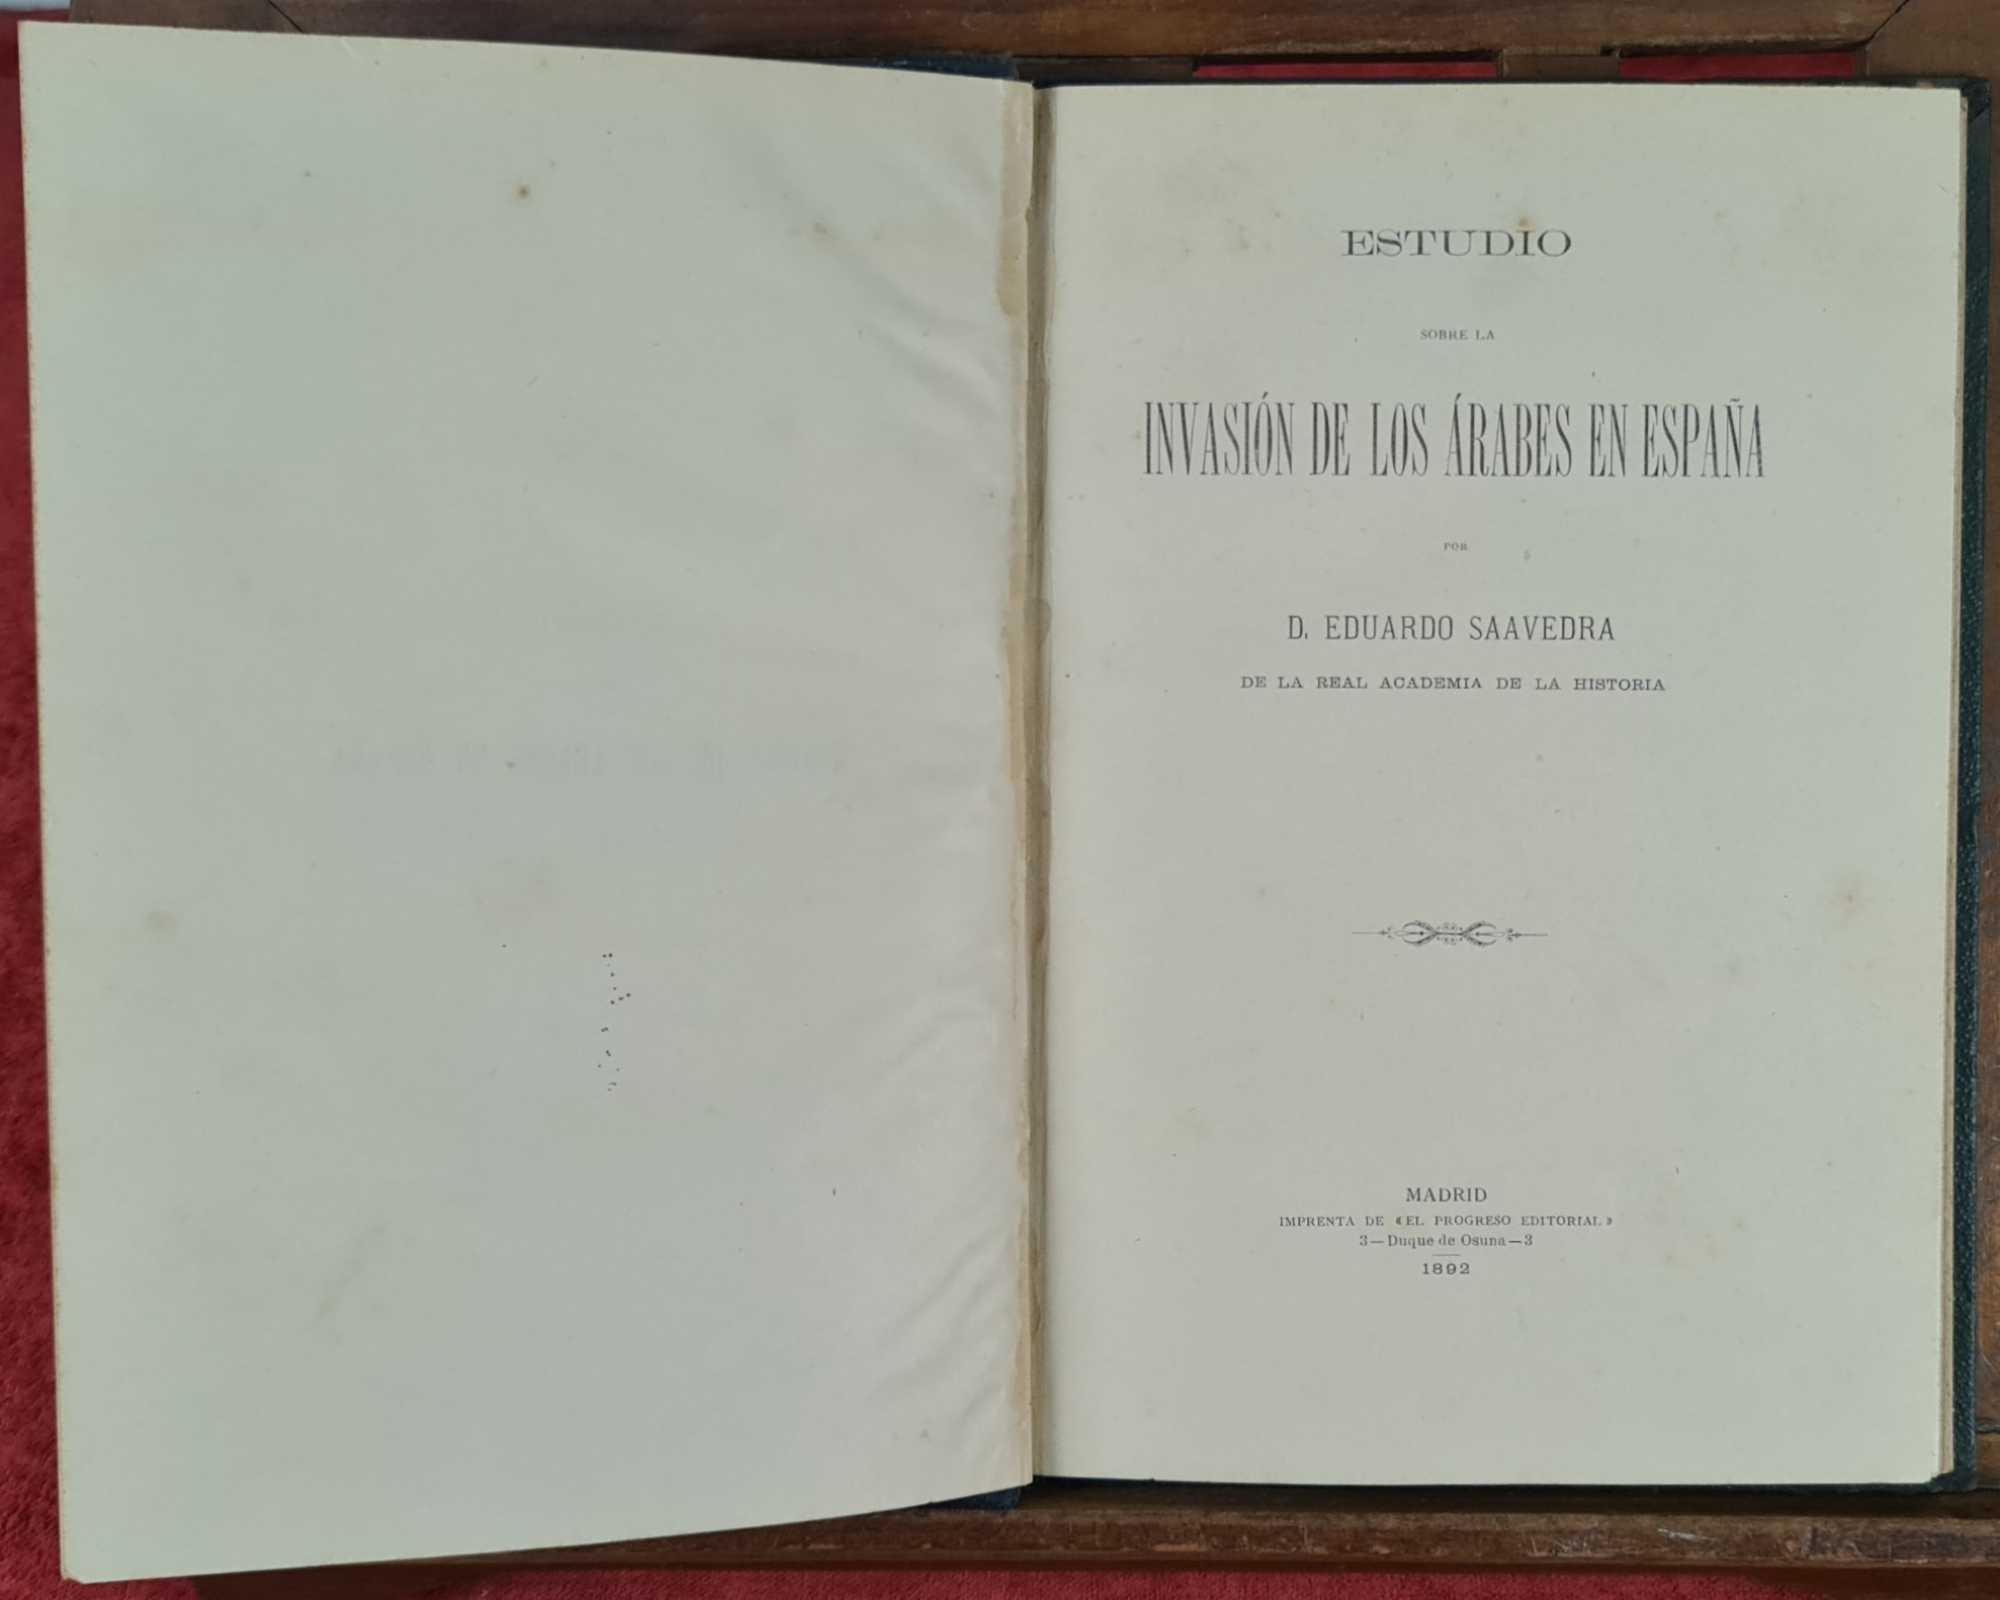 ESTUDIO
SOBRE LA
INVASIÓN DE LOS ÁRABES EN ESPAÑA
POR
D. EDUARDO SAAVEDRA
DE LA REAL ACADEMIA DE LA HISTORIA
MADRID
IMPRENTA DE «EL PROGRESO EDITORIAL»
3—Duque de Osuna—3
1892